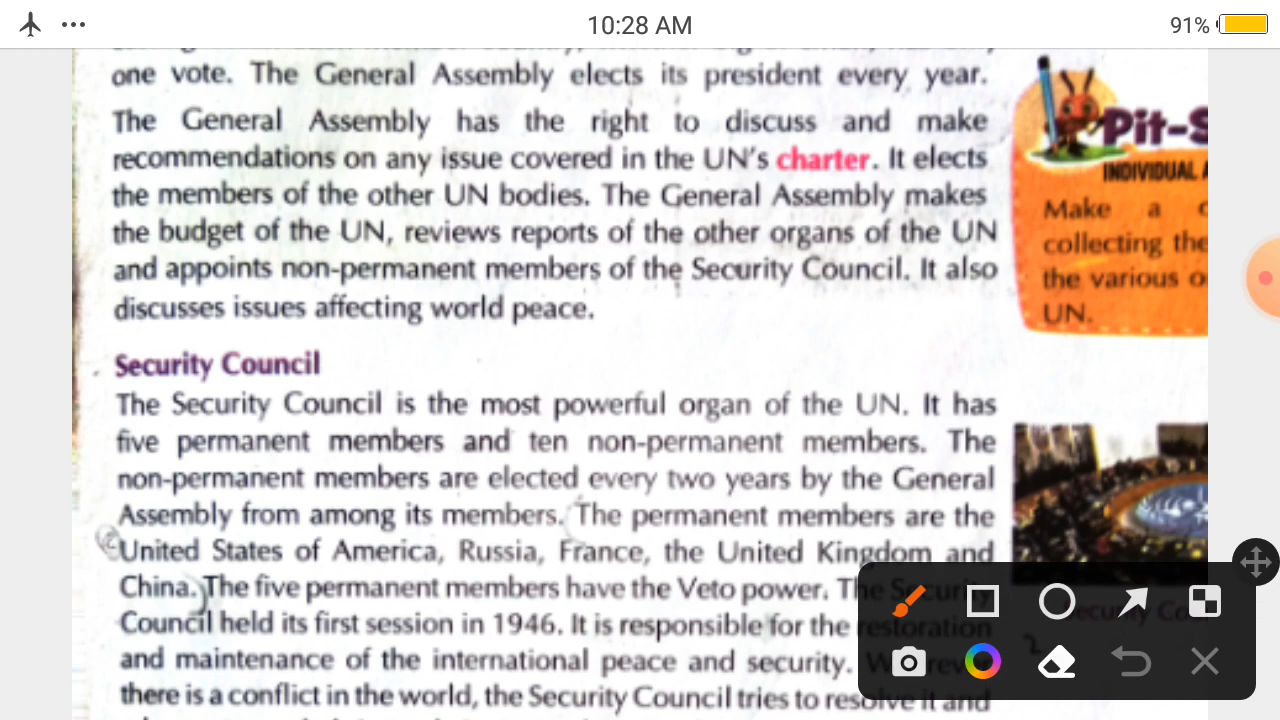 10:28 AM
91%
one vote. The General Assembly elects its president every year.
The General Assembly has the right to discuss and make
recommendations on any issue covered in the UN's charter. It elects
the members of the other UN bodies. The General Assembly makes
the budget of the UN, reviews reports of the other organs of the UN
and appoints non-permanent members of the Security Council. It also
discusses issues affecting world peace.
Pit-S
INDIVIDUAL A
Make a c
collecting the
the various o
UN.
Security Council
The Security Council is the most powerful organ of the UN. It has
five permanent members and ten non-permanent members. The
non-permanent members are elected every two years by the General
Assembly from among its members. The permanent members are the
United States of America, Russia, France, the United Kingdom and
China. The five permanent members have the Veto power. The Security
Council held its first session in 1946. It is responsible for the restoration
and maintenance of the international peace and security.
there is a conflict in the world, the Security Council tries to resolve it and